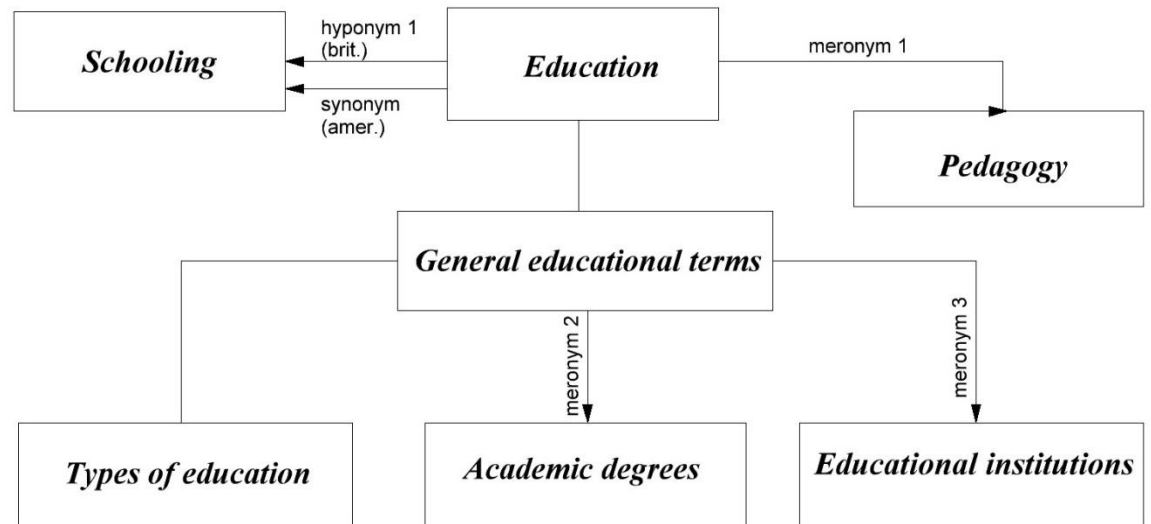 Schooling
hyponym 1
(brit.)
synonym
(amer.)
Education
meronym 1
Pedagogy
General educational terms
meronym 2
meronym 3
Types of education
Academic degrees
Educational institutions